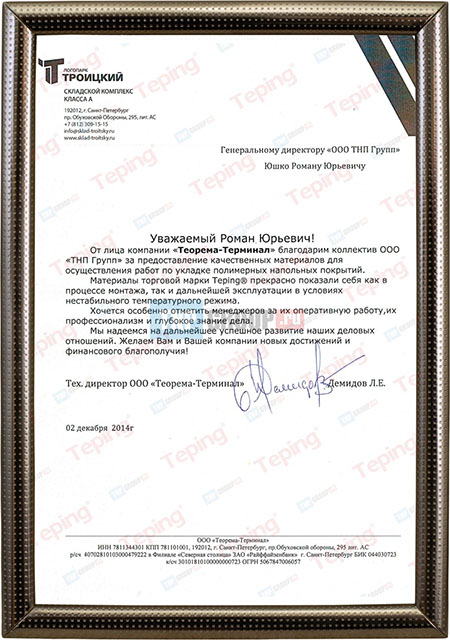 ЛОГОПАРК
ТРОИЦКИЙ
СКЛАДСКОЙ КОМПЛЕКС
КЛАССА А
192012, г. Санкт-Петербург
пр. Обуховской Обороны, 295, лит. АС
+7 (812) 309-15-15
info@sklad-troitsky.ru
www.sklad-troitsky.ru
Генеральному директору «ООО ТНП Групп»
Юшко Роману Юрьевичу
Уважаемый Роман Юрьевич!
От лица компании «Теорема-Терминал» благодарим коллектив ООО
«ТНП Групп» за предоставление качественных материалов для
осуществления работ по укладке полимерных напольных покрытий.
Материалы торговой марки Teping® прекрасно показали себя как в
процессе монтажа, так и дальнейшей эксплуатации в условиях
нестабильного температурного режима.
Хочется особенно отметить менеджеров за их оперативную работу,их
профессионализм и глубокое знание дела.
Мы надеемся на дальнейшее успешное развитие наших деловых
отношений. Желаем Вам и Вашей компании новых достижений и
финансового благополучия!
Тех. директор ООО «Теорема-Терминал» Демидов Л.Е.
02 декабря 2014г
ООО «Теорема-Терминал»
ИНН 7811344301 КПП 781101001, 192012, г. Санкт-Петербург, пр.Обуховской обороны, 295 лит. АС
р/сч 40702810103000479222 в Филиале «Северная столица» ЗАО «Райффайзенбанк» г. Санкт-Петербург БИК 044030723
к/сч 30101810100000000723 ОГРН 5067847006057